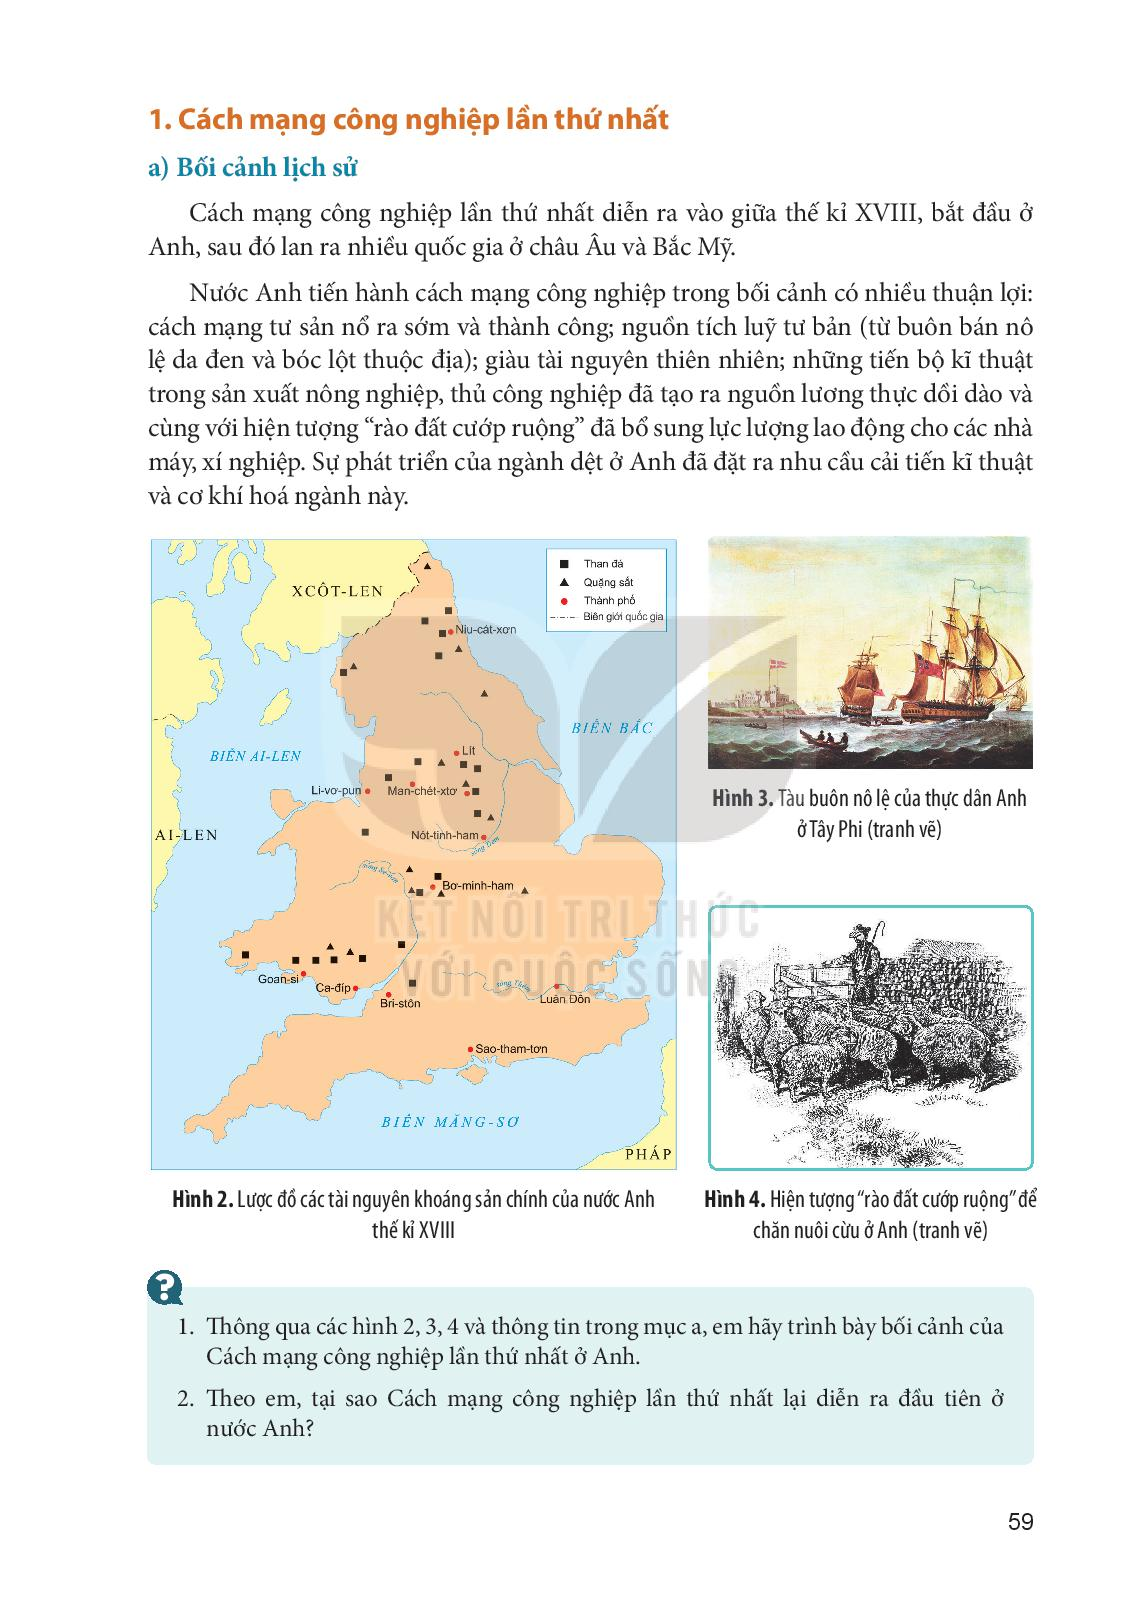 1. Cách mạng công nghiệp lần thứ nhất
a) Bối cảnh lịch sử
Cách mạng công nghiệp lần thứ nhất diễn ra vào giữa thế kỉ XVIII, bắt đầu ở
Anh, sau đó lan ra nhiều quốc gia ở châu Âu và Bắc Mỹ.
Nước Anh tiến hành cách mạng công nghiệp trong bối cảnh có nhiều thuận lợi:
cách mạng tư sản nổ ra sớm và thành công; nguồn tích luỹ tư bản (từ buôn bán nô
lệ da đen và bóc lột thuộc địa); giàu tài nguyên thiên nhiên; những tiến bộ kĩ thuật
trong sản xuất nông nghiệp, thủ công nghiệp đã tạo ra nguồn lương thực dồi dào và
cùng với hiện tượng “rào đất cướp ruộng” đã bổ sung lực lượng lao động cho các nhà
máy, xí nghiệp. Sự phát triển của ngành dệt ở Anh đã đặt ra nhu cầu cải tiến kĩ thuật
và cơ khí hoá ngành này.
Than đá
Quặng sắt
Thành phố
Biên giới quốc gia
XCÔT-LEN
Niu-cát-xơn
BIỂN BẮC
BIỂN AI-LEN
Lít
Li-vơ-pun
Man-chét-xtơ
AI-LEN
Nót-tinh-ham
Bơ-minh-ham
Goan-si
Ca-đíp
Bri-stôn
Luân Đôn
Sao-tham-tơn
BIỂN MĂNG-SƠ
PHÁP
KẾT NỐI TRI THỨC
VỚI CUỘC SỐNG
Hình 2. Lược đồ các tài nguyên khoáng sản chính của nước Anh
thế kỉ XVIII
Hình 3. Tàu buôn nô lệ của thực dân Anh
ở Tây Phi (tranh vẽ)
Hình 4. Hiện tượng “rào đất cướp ruộng” để
chăn nuôi cừu ở Anh (tranh vẽ)
?
1. Thông qua các hình 2, 3, 4 và thông tin trong mục a, em hãy trình bày bối cảnh của
Cách mạng công nghiệp lần thứ nhất ở Anh.
2. Theo em, tại sao Cách mạng công nghiệp lần thứ nhất lại diễn ra đầu tiên ở
nước Anh?
59